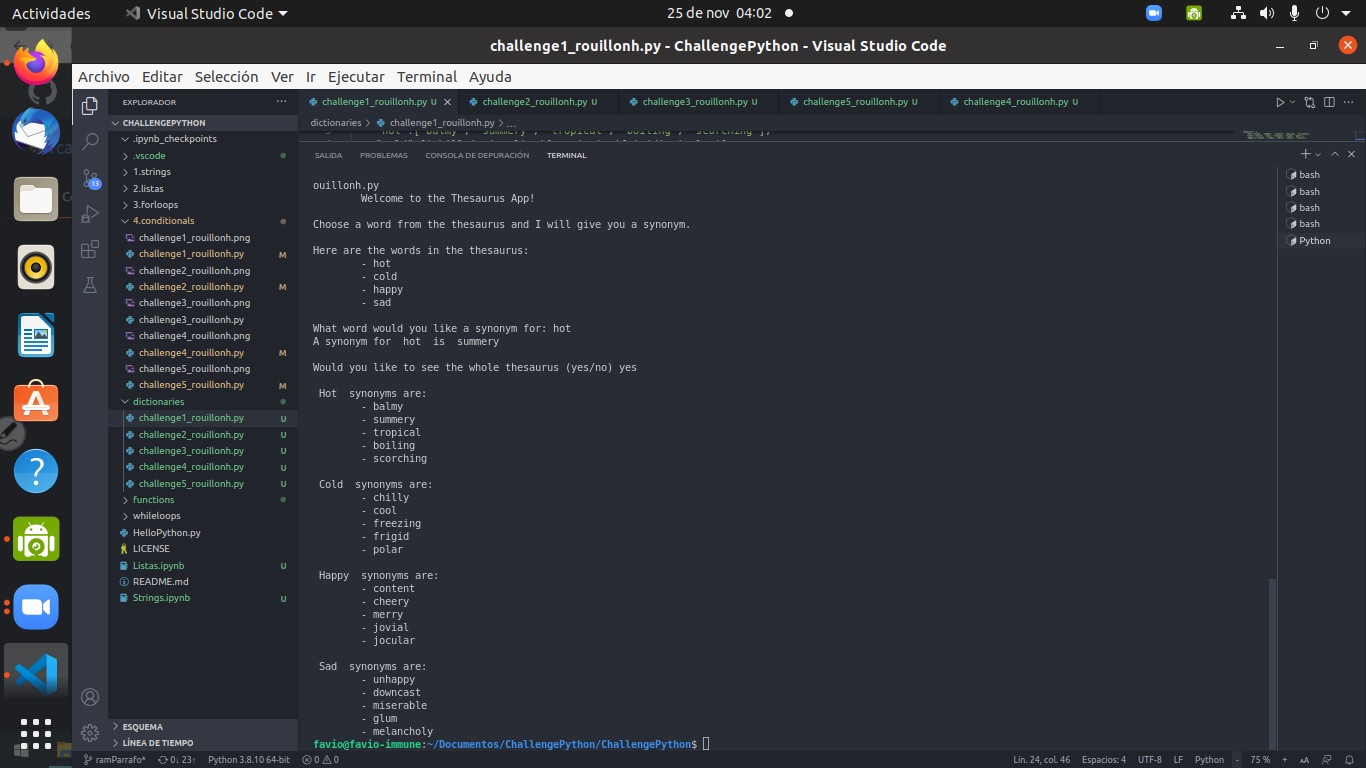 Actividades
Visual Studio Code
25 de nov 04:02
challenge1_rouillonh.py - ChallengePython - Visual Studio Code
Archivo Editar Selección Ver Ir Ejecutar Terminal Ayuda
EXPLORADOR
challenge1_rouillonh.py U
challenge2_rouillonh.py U
challenge3_rouillonh.py U
challenge5_rouillonh.py U
challenge4_rouillonh.py U
CHALLENGEPYTHON
.ipynb_checkpoints
.vscode
1.strings
2.listas
3.forloops
4.conditionals
challenge1_rouillonh.png
challenge1_rouillonh.py M
challenge2_rouillonh.png
challenge2_rouillonh.py M
challenge3_rouillonh.png
challenge3_rouillonh.py
challenge4_rouillonh.png
challenge4_rouillonh.py M
challenge5_rouillonh.png
challenge5_rouillonh.py M
dictionaries
challenge1_rouillonh.py U
challenge2_rouillonh.py U
challenge3_rouillonh.py U
challenge4_rouillonh.py U
challenge5_rouillonh.py U
functions
whileloops
HelloPython.py
LICENSE
Listas.ipynb U
README.md
Strings.ipynb U
ESQUEMA
LÍNEA DE TIEMPO
13
dictionaries > challenge1_rouillonh.py > ...
SALIDA PROBLEMAS CONSOLA DE DEPURACIÓN TERMINAL
ouillonh.py
Welcome to the Thesaurus App!
Choose a word from the thesaurus and I will give you a synonym.
Here are the words in the thesaurus:
- hot
- cold
- happy
- sad
What word would you like a synonym for: hot
A synonym for  hot  is  summery
Would you like to see the whole thesaurus (yes/no) yes
Hot  synonyms are:
- balmy
- summery
- tropical
- boiling
- scorching
Cold  synonyms are:
- chilly
- cool
- freezing
- frigid
- polar
Happy  synonyms are:
- content
- cheery
- merry
- jovial
- jocular
Sad  synonyms are:
- unhappy
- downcast
- miserable
- glum
- melancholy
favio@favio-immune:~/Documentos/ChallengePython/ChallengePython$
bash
bash
bash
bash
Python
ramParrafo* 0↓ 23↑ Python 3.8.10 64-bit 0 0
Lín. 24, col. 46 Espacios: 4 UTF-8 LF Python - 75 % +